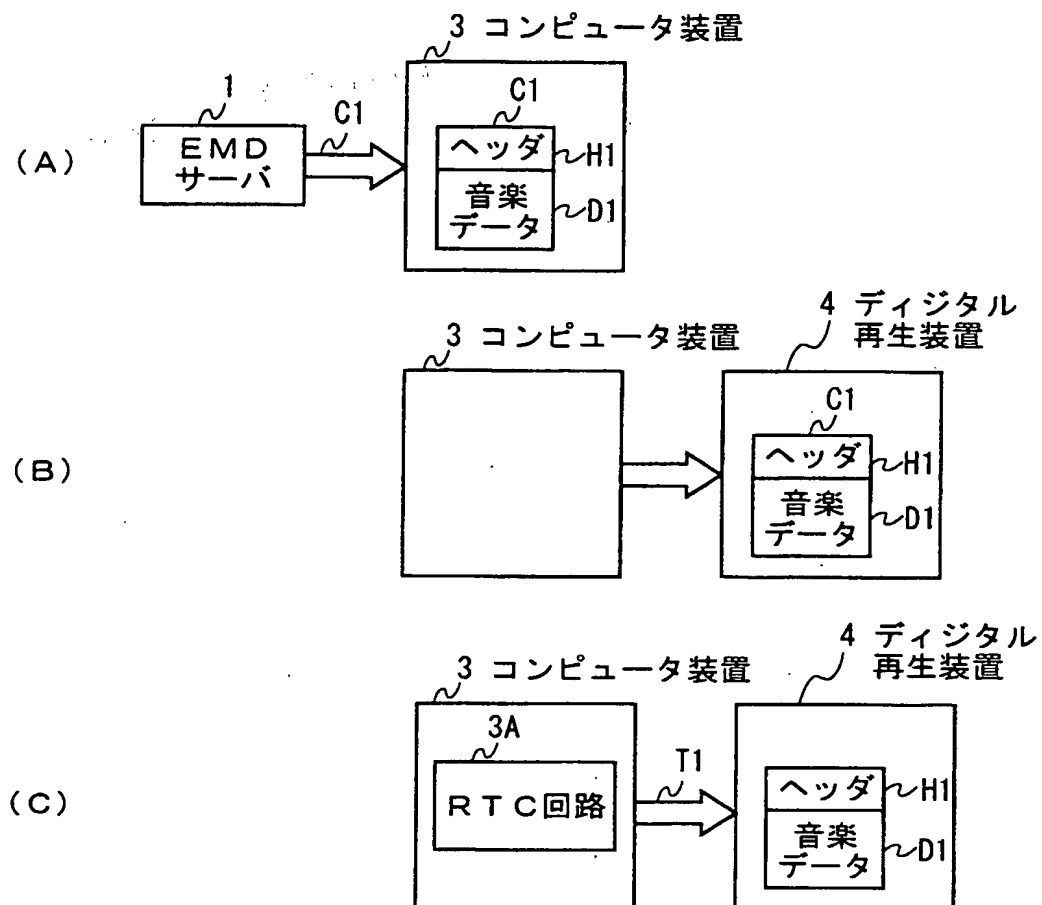 3 コンピュータ装置
1
C1
C1
(A)
EMD
サーバ
ヘッダ
H1
音楽
データ
D1
3 コンピュータ装置
4 ディジタル
再生装置
C1
(B)
ヘッダ
H1
音楽
データ
D1
3 コンピュータ装置
4 ディジタル
再生装置
3A
T1
(C)
RTC回路
ヘッダ
H1
音楽
データ
D1